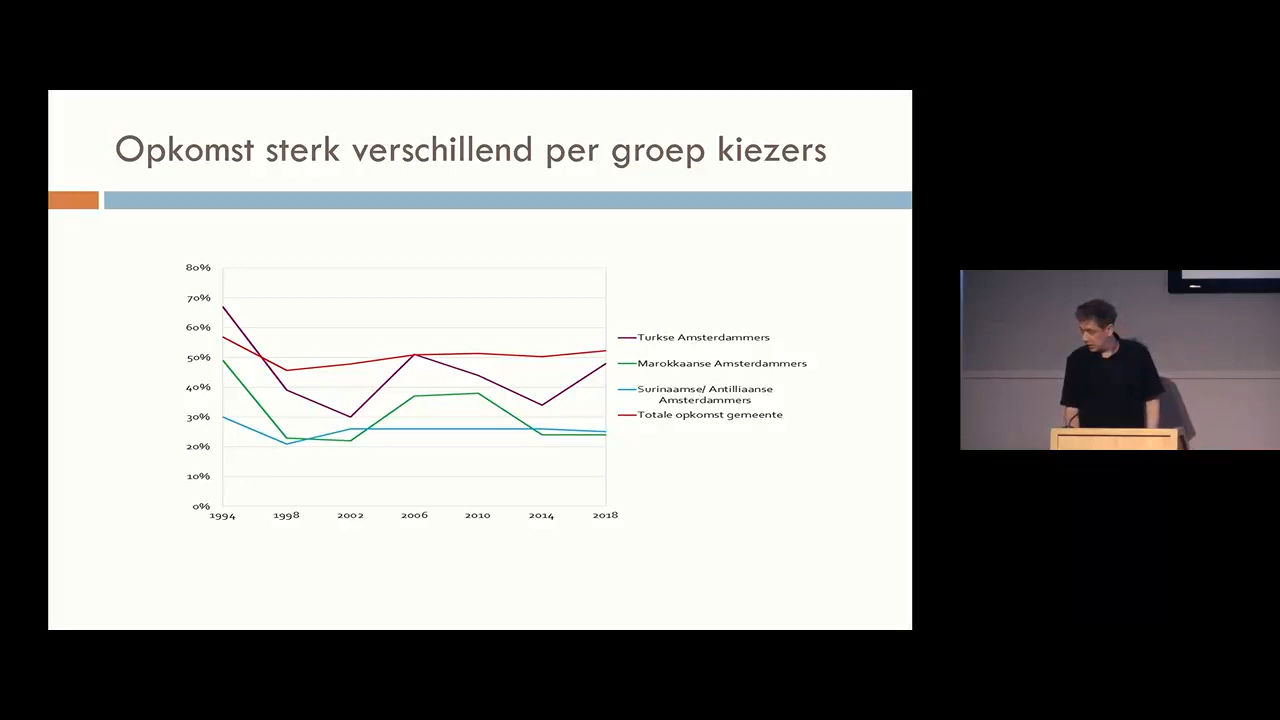 Opkomst sterk verschillend per groep kiezers
80%
70%
60%
50%
40%
30%
20%
10%
0%
1994 1998 2002 2006 2010 2014 2018
Turkse Amsterdammers
Marokkaanse Amsterdammers
Surinaamse/ Antilliaanse
Amsterdammers
Totale opkomst gemeente